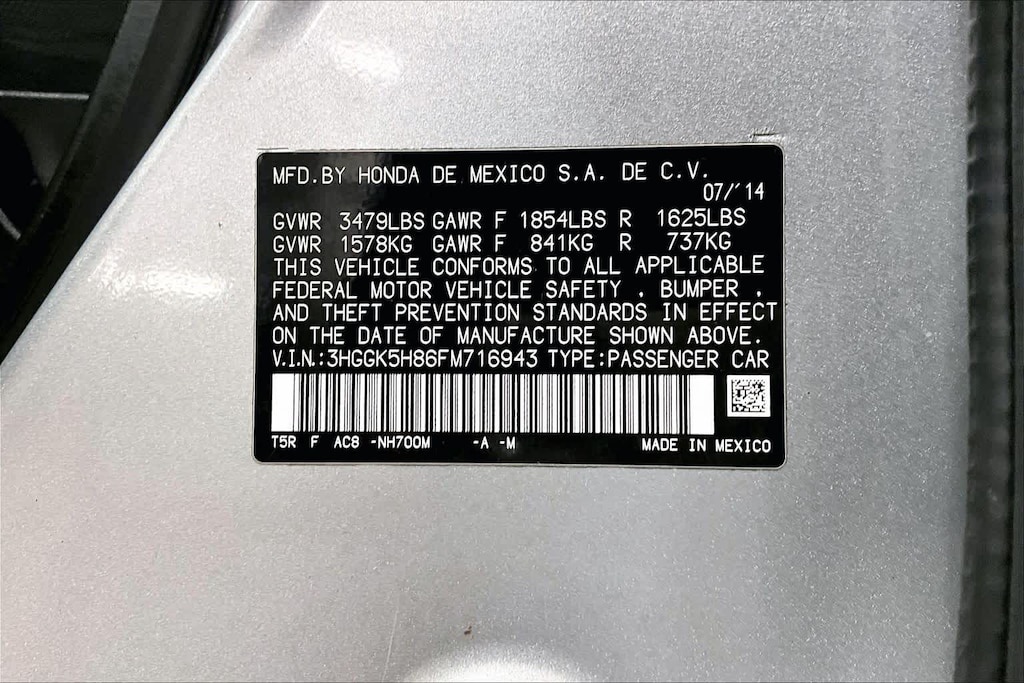 MFD.BY HONDA DE MEXICO S.A. DE C.V.
07/'14
GVWR 3479LBS GAWR F 1854LBS R 1625LBS
GVWR 1578KG GAWR F 841KG R 737KG
THIS VEHICLE CONFORMS TO ALL APPLICABLE
FEDERAL MOTOR VEHICLE SAFETY , BUMPER ,
AND THEFT PREVENTION STANDARDS IN EFFECT
ON THE DATE OF MANUFACTURE SHOWN ABOVE.
V.I.N.:3HGGK5H86FM716943 TYPE:PASSENGER CAR
T5R F AC8 -NH700M -A -M MADE IN MEXICO